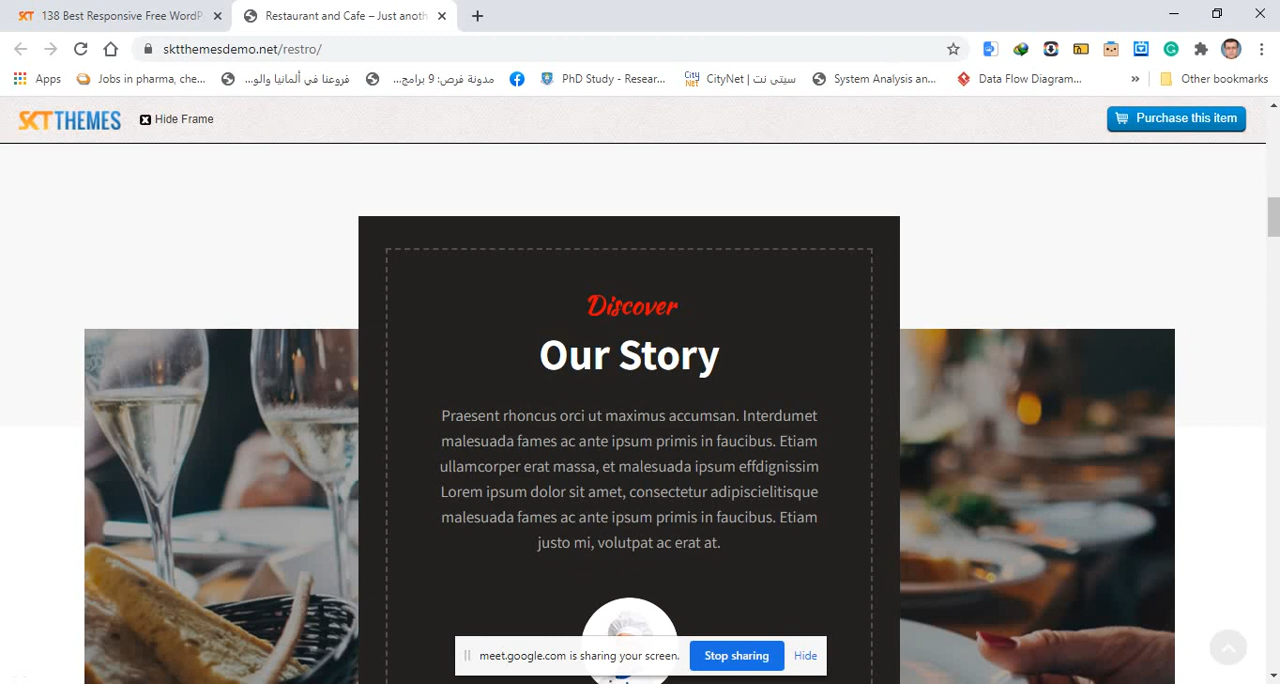 SKT 138 Best Responsive Free WordP
Restaurant and Cafe – Just anoth
sktthemesdemo.net/restro/
Apps
Jobs in pharma, che...
فروعنا في ألمانيا والو...
مدونة فرص: 9 برامج...
PhD Study - Resear...
City Net
CityNet | سيتي نت
System Analysis an...
Data Flow Diagram...
»
Other bookmarks
SKT THEMES
Hide Frame
Purchase this item
Discover
Our Story
Praesent rhoncus orci ut maximus accumsan. Interdumet
malesuada fames ac ante ipsum primis in faucibus. Etiam
ullamcorper erat massa, et malesuada ipsum effdignissim
Lorem ipsum dolor sit amet, consectetur adipiscielitisque
malesuada fames ac ante ipsum primis in faucibus. Etiam
justo mi, volutpat ac erat at.
meet.google.com is sharing your screen.
Stop sharing
Hide